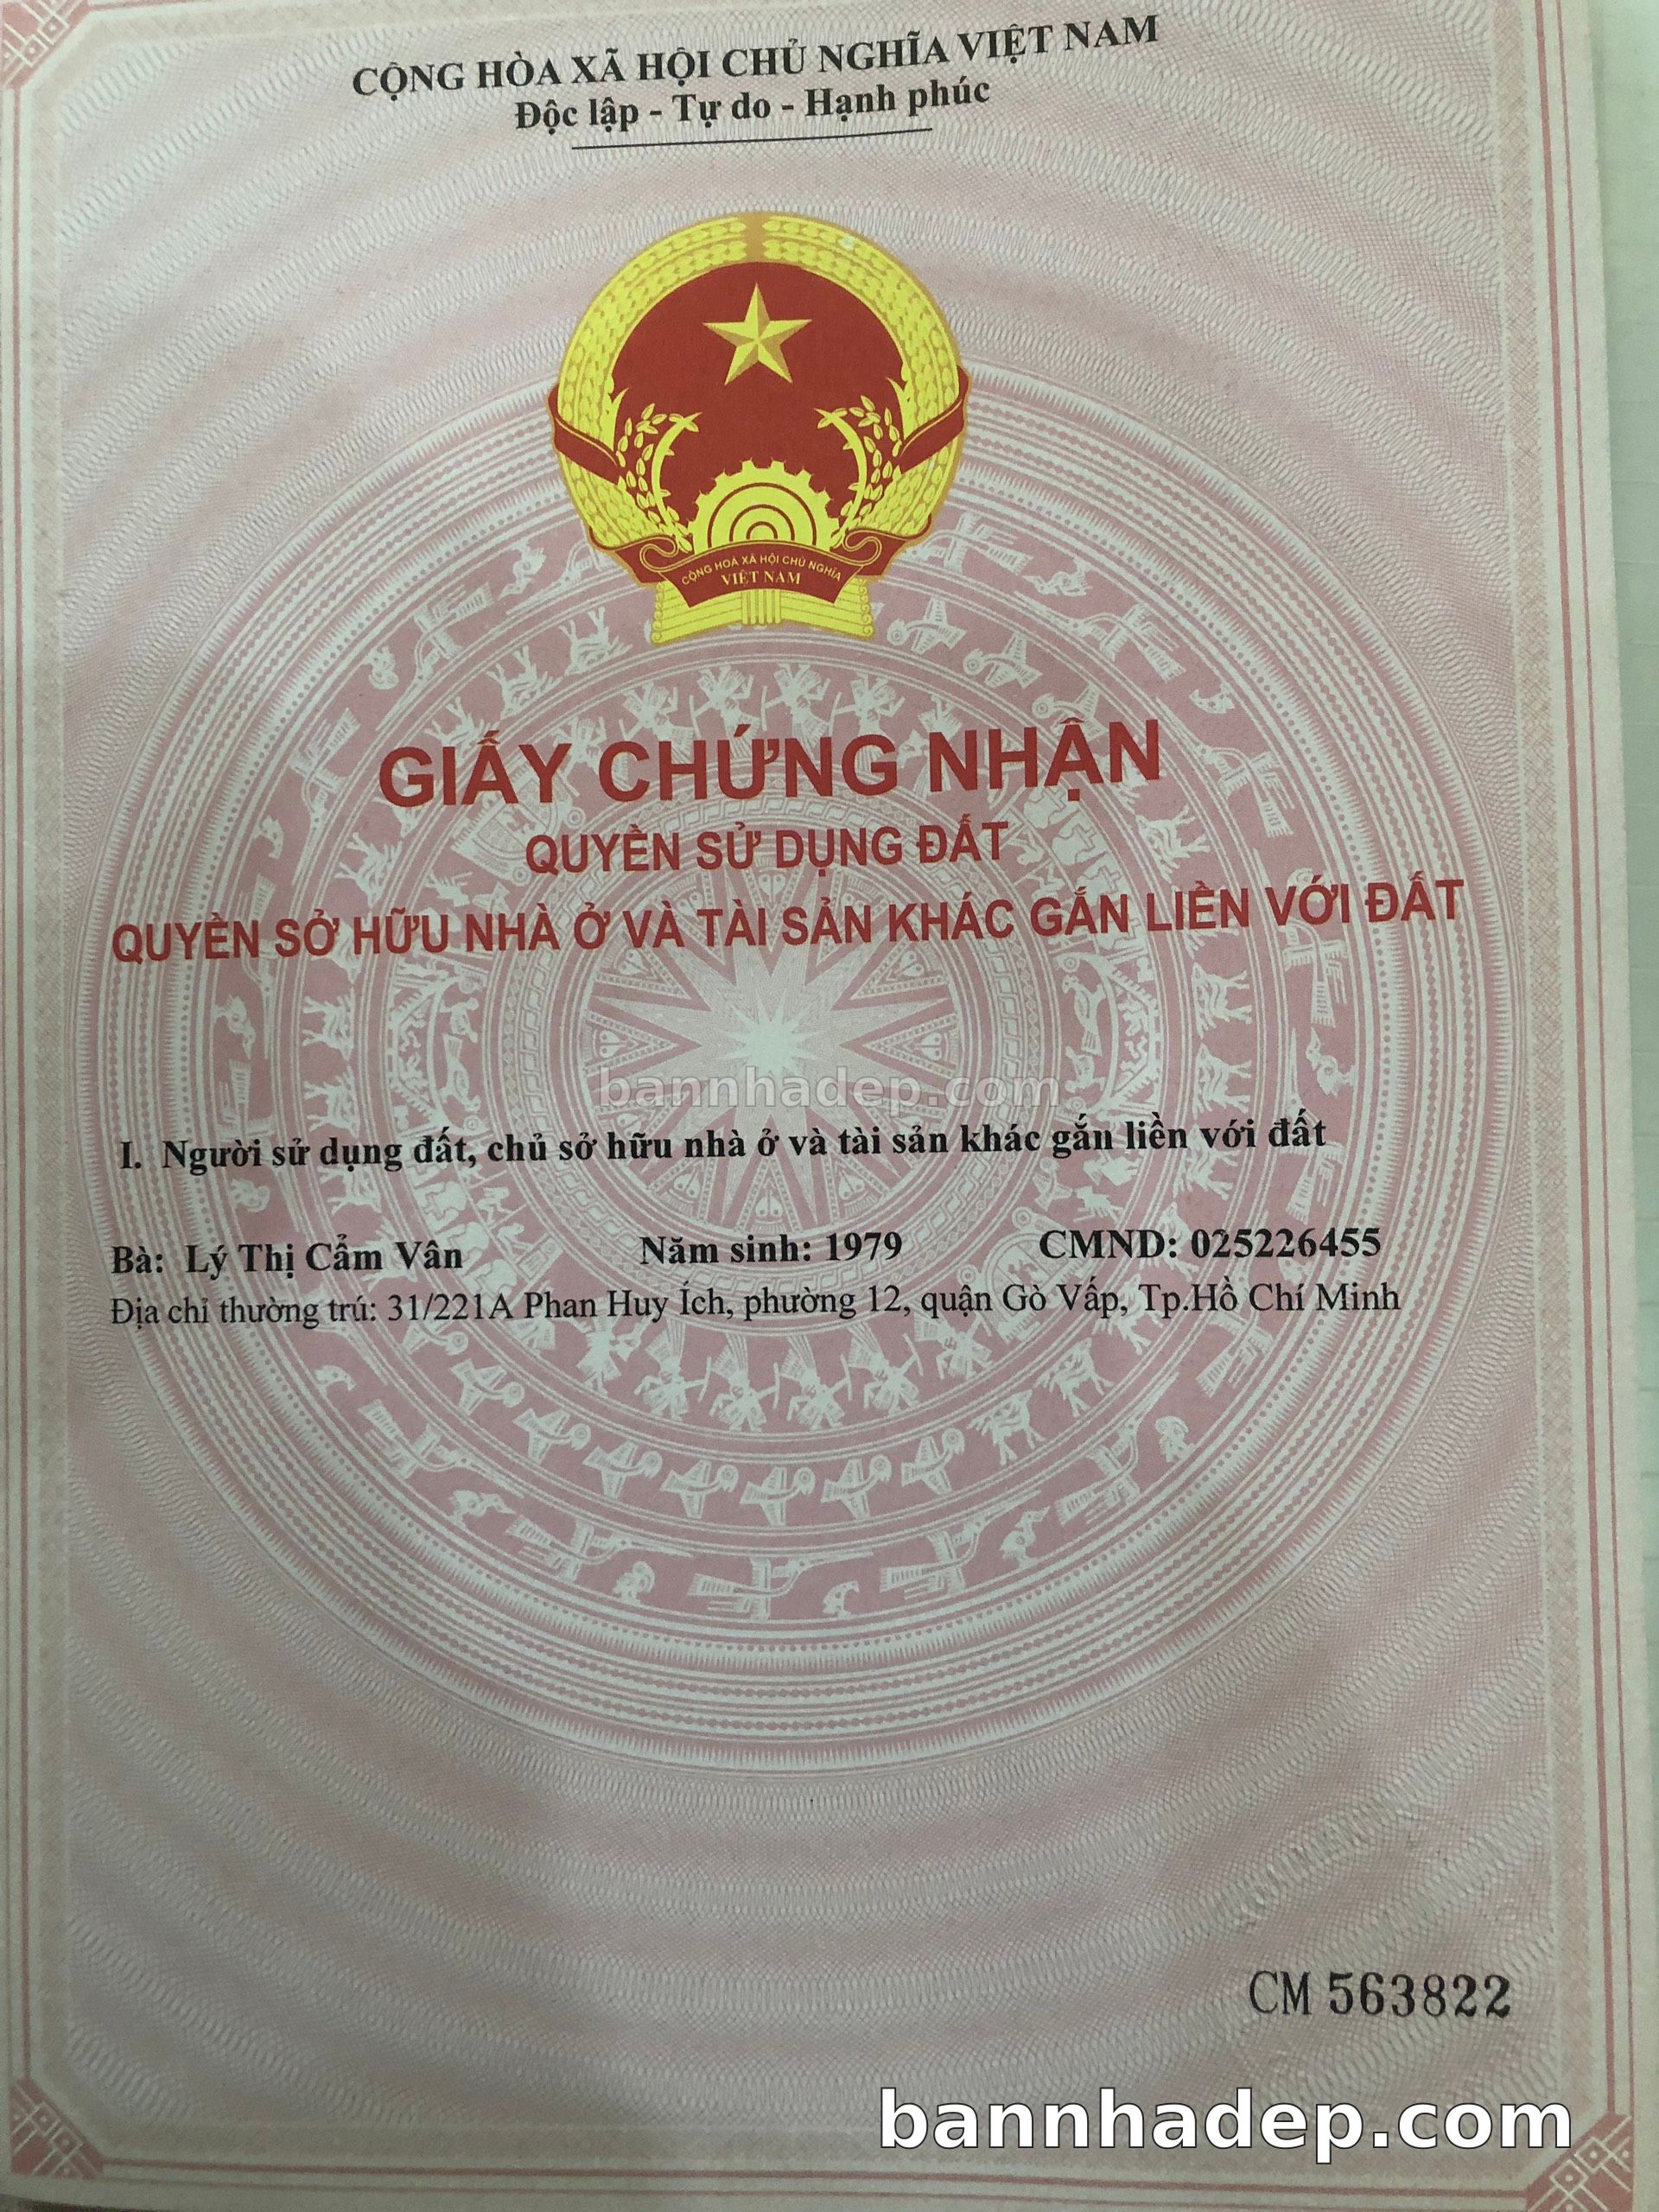 CỘNG HÒA XÃ HỘI CHỦ NGHĨA VIỆT NAM
Độc lập - Tự do - Hạnh phúc
CỘNG HOÀ XÃ HỘI CHỦ NGHĨA
VIỆT NAM
GIẤY CHỨNG NHẬN
QUYỀN SỬ DỤNG ĐẤT
QUYỀN SỞ HỮU NHÀ Ở VÀ TÀI SẢN KHÁC GẮN LIỀN VỚI ĐẤT
bannhadep.com
I. Người sử dụng đất, chủ sở hữu nhà ở và tài sản khác gắn liền với đất
Bà: Lý Thị Cẩm Vân Năm sinh: 1979 CMND: 025226455
Địa chỉ thường trú: 31/221A Phan Huy Ích, phường 12, quận Gò Vấp, Tp.Hồ Chí Minh
CM 563822
bannhadep.com